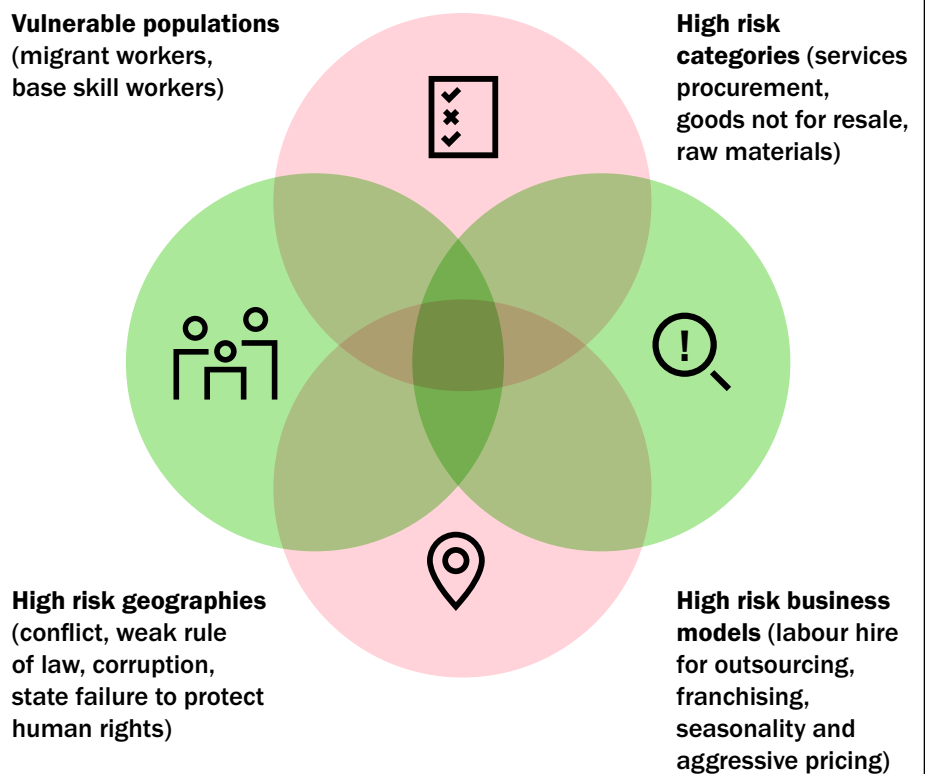 Vulnerable populations
(migrant workers,
base skill workers)
High risk
categories (services
procurement,
goods not for resale,
raw materials)
!
High risk geographies
(conflict, weak rule
of law, corruption,
state failure to protect
human rights)
High risk business
models (labour hire
for outsourcing,
franchising,
seasonality and
aggressive pricing)